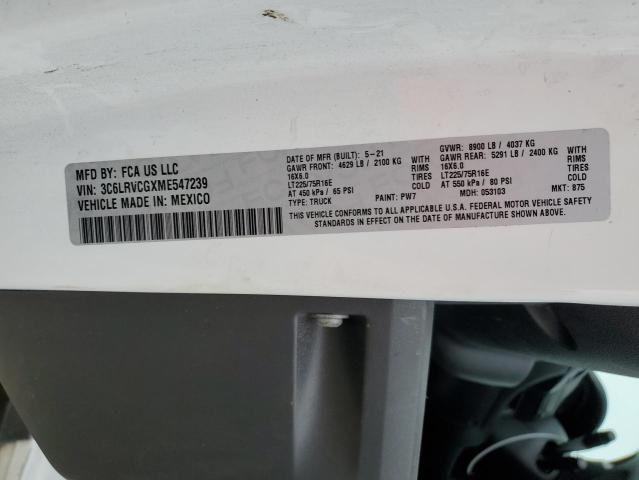 MFD BY: FCA US LLC
VIN: 3C6LRVCGXME547239
VEHICLE MADE IN: MEXICO
DATE OF MFR (BUILT): 5-21 GVWR: 8900 LB / 4037 KG
GAWR FRONT: 4629 LB / 2100 KG WITH GAWR REAR: 5291 LB / 2400 KG WITH
16X6.0 RIMS 16X6.0 RIMS
LT225/75R16E TIRES LT225/75R16E TIRES
AT 450 kPa / 65 PSI COLD AT 550 kPa / 80 PSI COLD
TYPE: TRUCK PAINT: PW7 MDH: 053103 MKT: 875
THIS VEHICLE CONFORMS TO ALL APPLICABLE U.S.A. FEDERAL MOTOR VEHICLE SAFETY
STANDARDS IN EFFECT ON THE DATE OF MANUFACTURE SHOWN ABOVE.